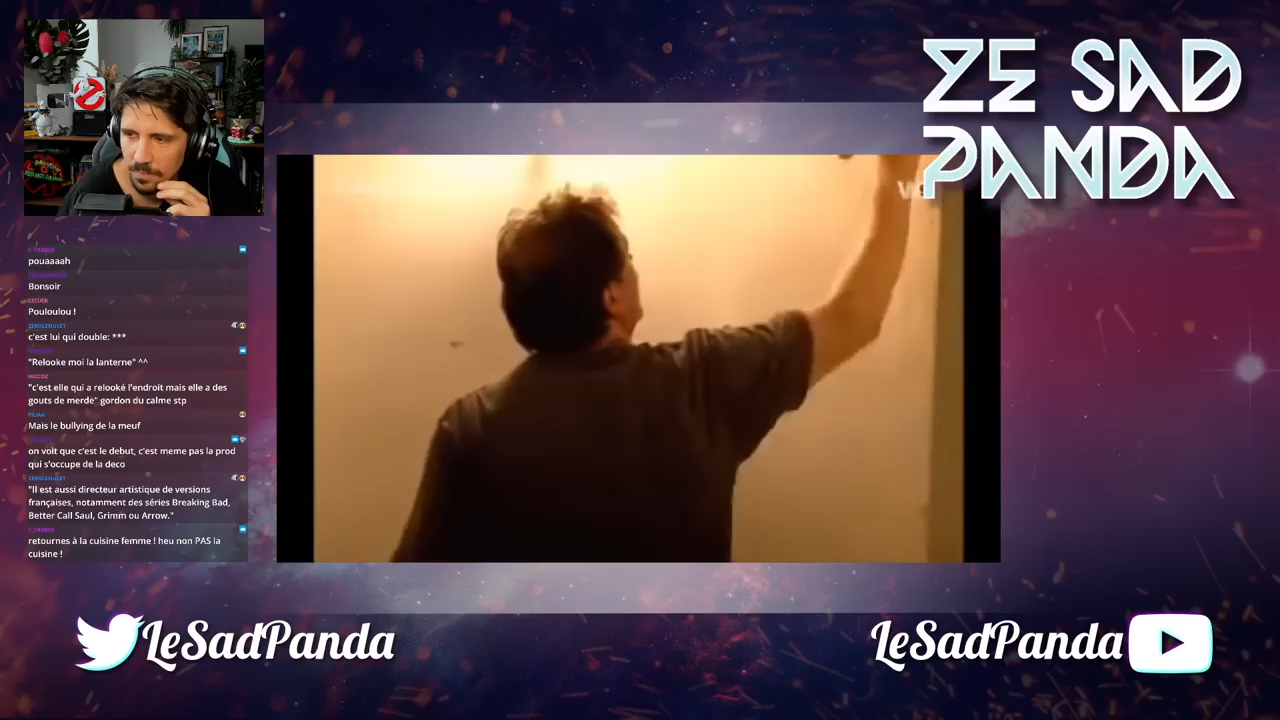 ZE SAD
PANDA
pouaaaah
Bonsoir
LECUEK
Pouloulou !
ZEROLEMULET
c'est lui qui double: ***
"Relooke moi la lanterne" ^^
HICCOZ
"c'est elle qui a relooké l'endroit mais elle a des
gouts de merde" gordon du calme stp
Mais le bullying de la meuf
on voit que c'est le debut, c'est meme pas la prod
qui s'occupe de la deco
ZEROLEMULET
"Il est aussi directeur artistique de versions
françaises, notamment des séries Breaking Bad,
Better Call Saul, Grimm ou Arrow."
retournes à la cuisine femme ! heu non PAS la
cuisine !
LeSadPanda
LeSadPanda